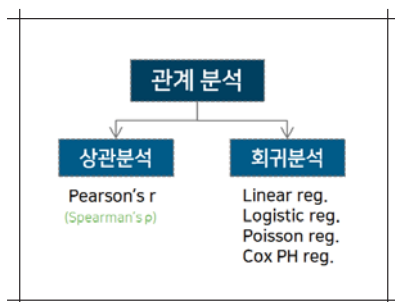 관계 분석
상관분석
회귀분석
Pearson's r
(Spearman's ρ)
Linear reg.
Logistic reg.
Poisson reg.
Cox PH reg.